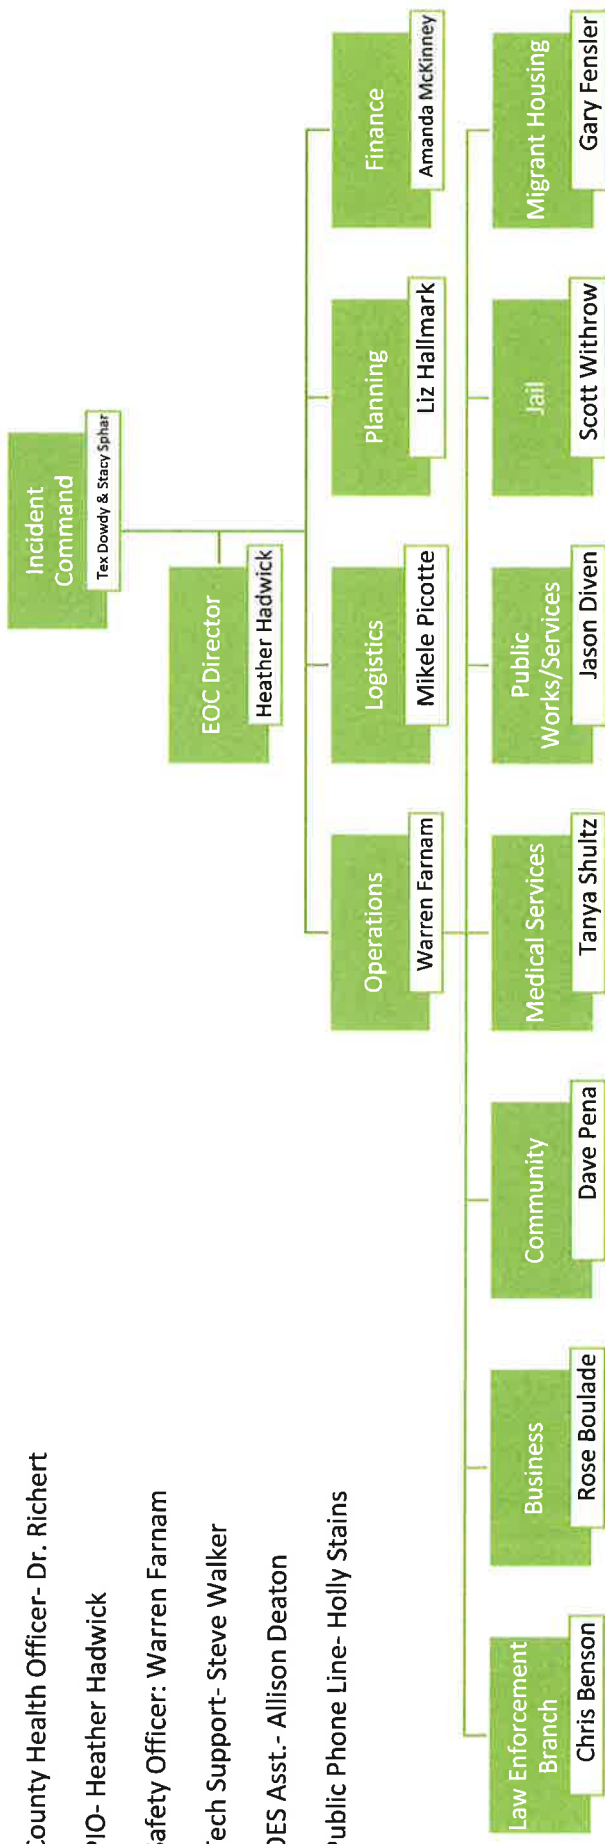 County Health Officer- Dr. Richert
PIO- Heather Hadwick
Safety Officer: Warren Farnam
Tech Support- Steve Walker
OES Asst.- Allison Deaton
Public Phone Line- Holly Stains
Incident
Command
Tex Dowdy & Stacy Sphar
EOC Director
Heather Hadwick
Operations
Warren Farnam
Logistics
Mikele Picotte
Planning
Liz Hallmark
Finance
Amanda McKinney
Law Enforcement
Branch
Chris Benson
Business
Rose Boulade
Community
Dave Pena
Medical Services
Tanya Shultz
Public
Works/Services
Jason Diven
Jail
Scott Withrow
Migrant Housing
Gary Fensler